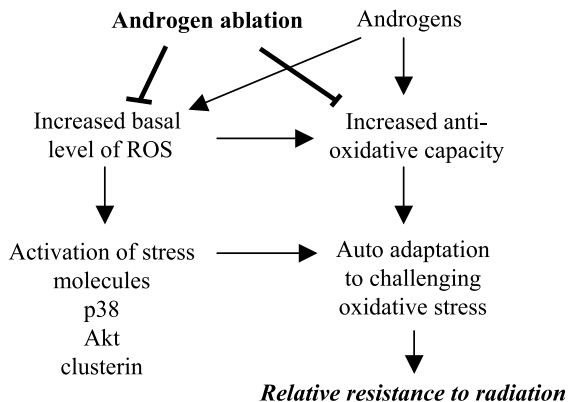 Androgen ablation
Androgens
Increased basal
level of ROS
Increased anti-
oxidative capacity
Activation of stress
molecules
p38
Akt
clusterin
Auto adaptation
to challenging
oxidative stress
Relative resistance to radiation